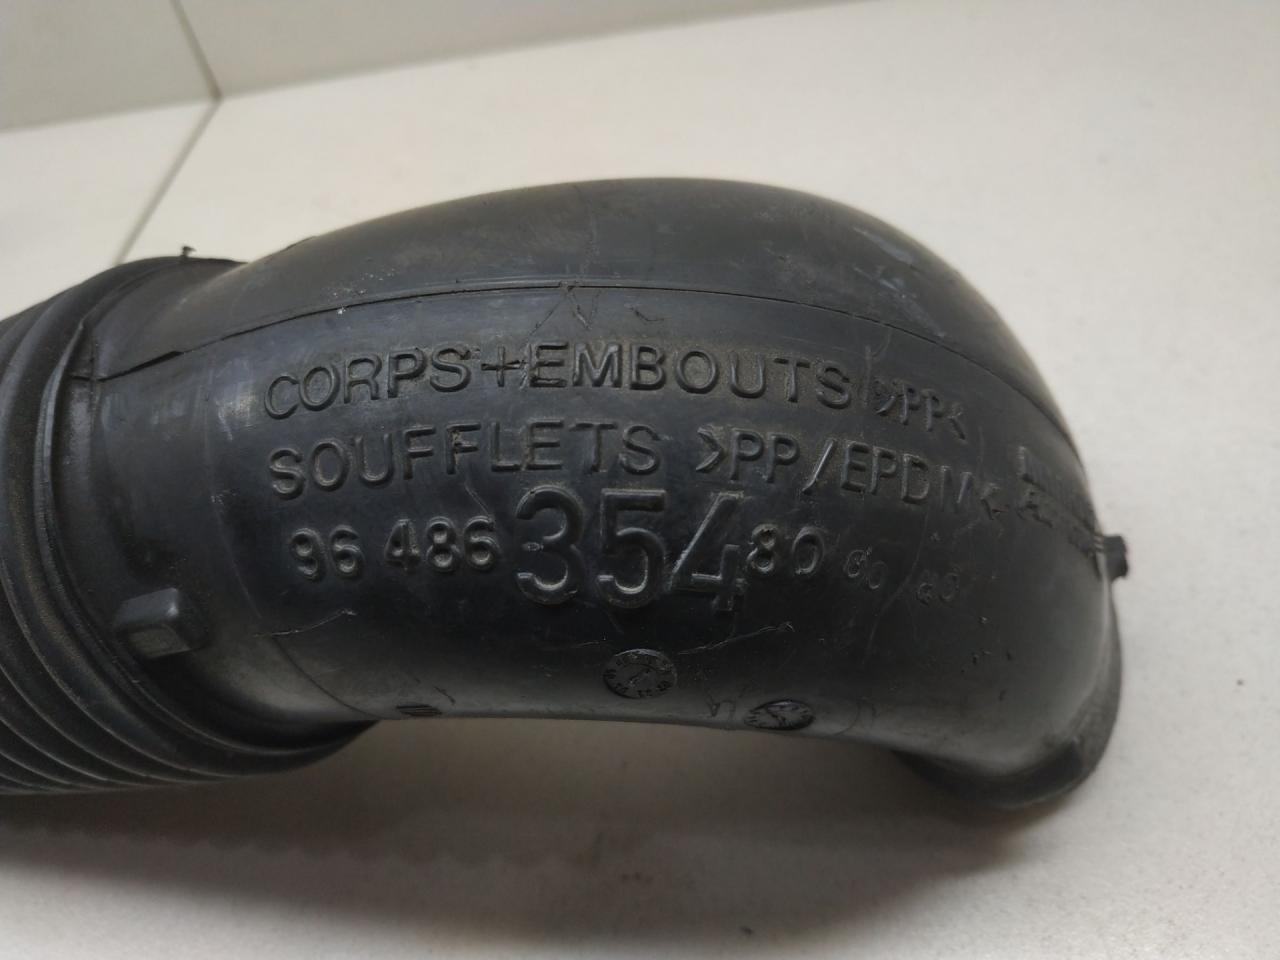 CORPS+EMBOUTS >PP<
SOUFFLETS >PP/EPDM<
96 486 354 80